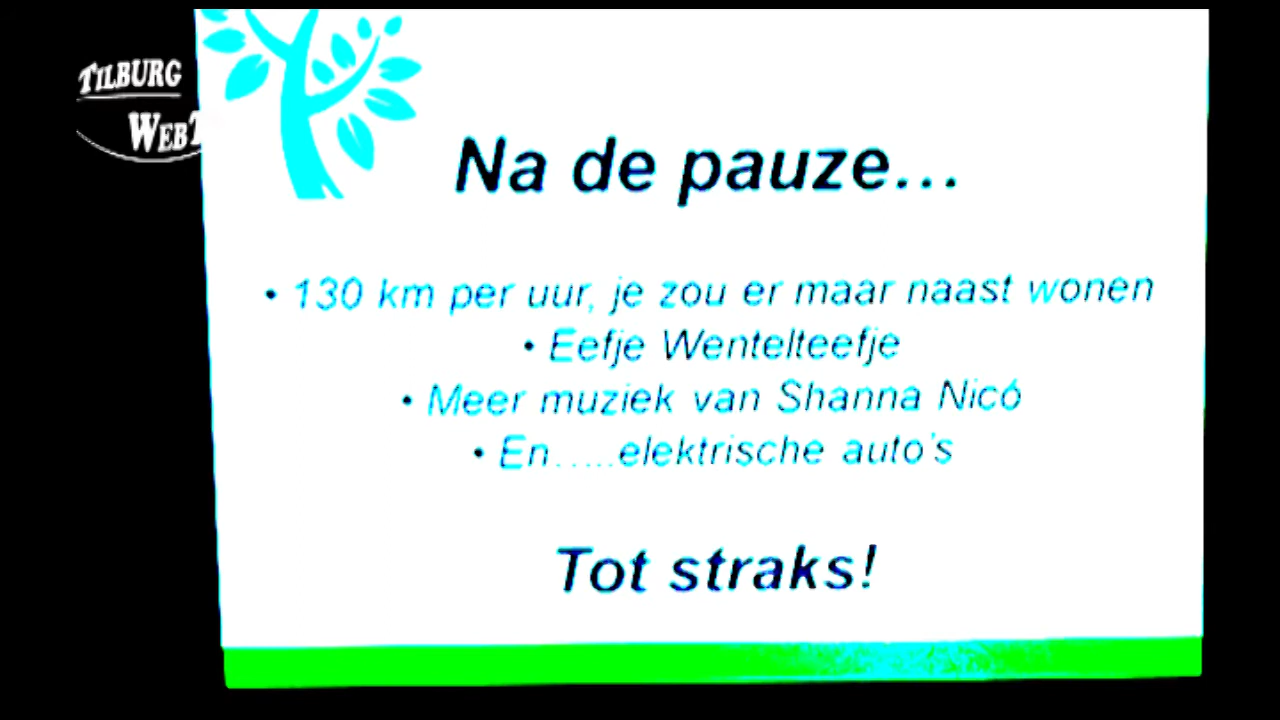 TILBURG
WEBT
Na de pauze...
• 130 km per uur, je zou er maar naast wonen
• Eefje Wentelteefje
• Meer muziek van Shanna Nicó
• En.....elektrische auto's
Tot straks!